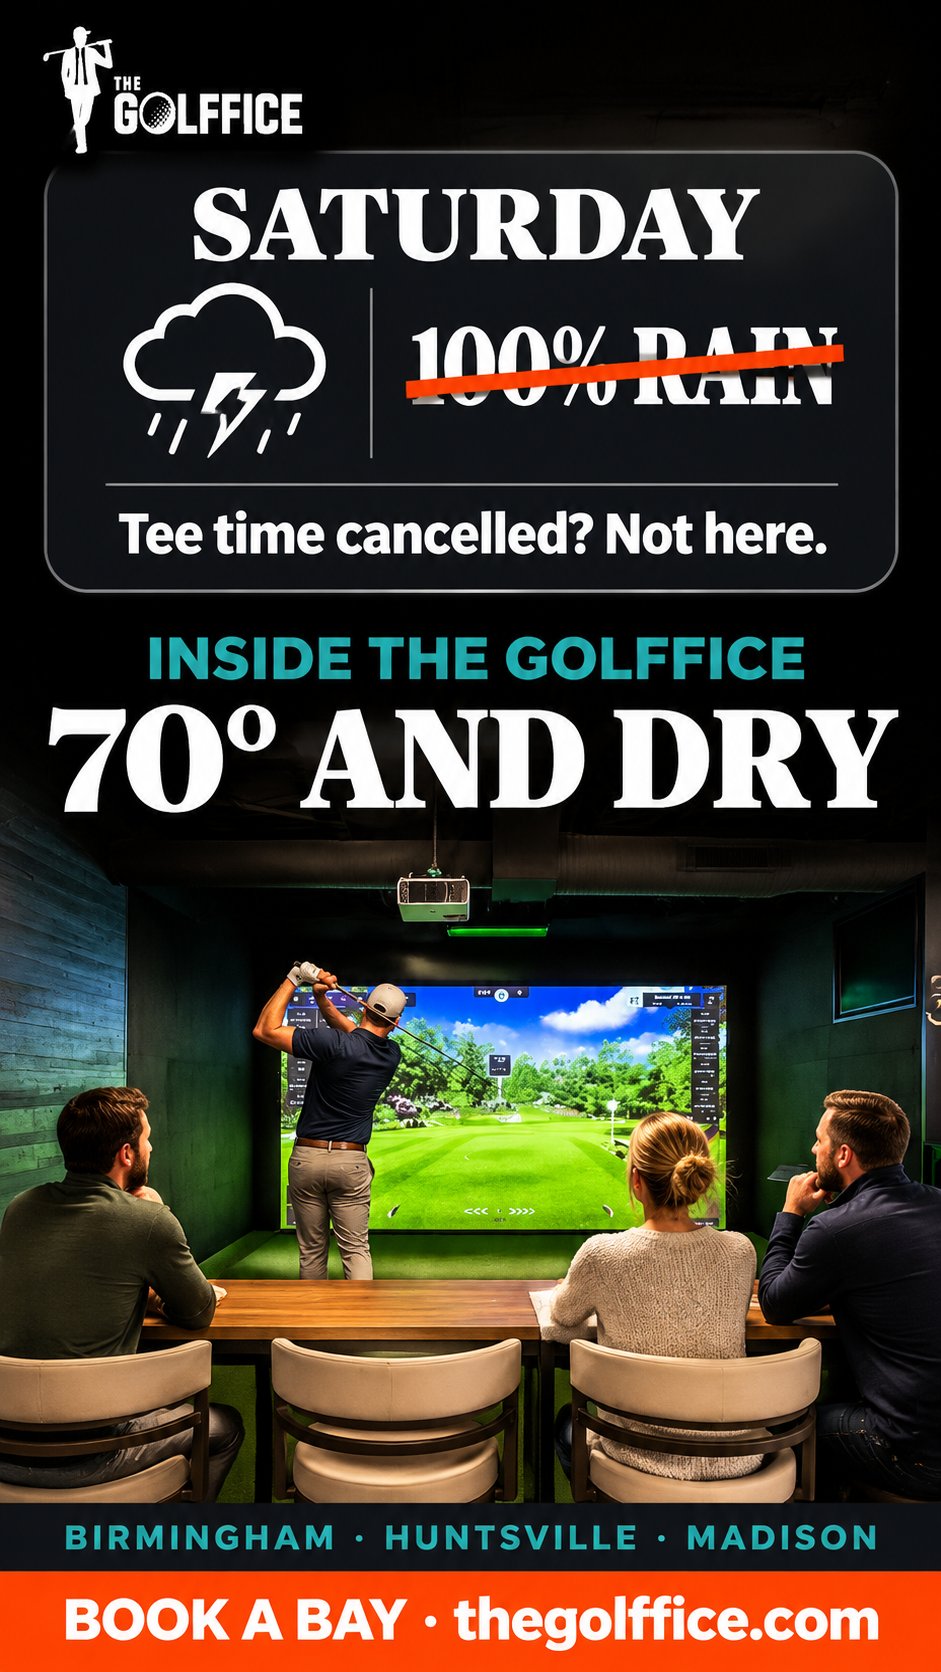 THE
GOLFFICE
SATURDAY
100% RAIN
Tee time cancelled? Not here.
INSIDE THE GOLFFICE
70º AND DRY
BIRMINGHAM · HUNTSVILLE · MADISON
BOOK A BAY · thegolffice.com